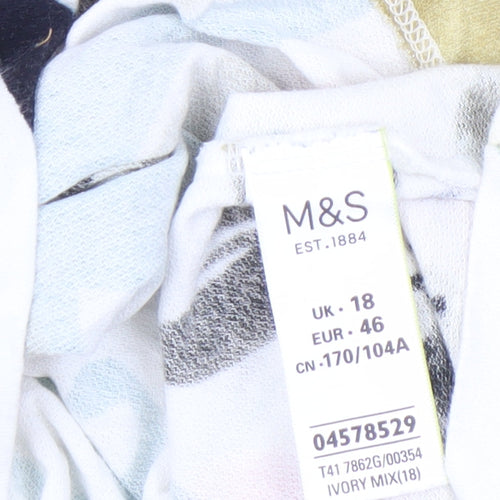 M&S
EST.1884
UK · 18
EUR · 46
CN ·170/104A
04578529
T41 7862G/00354
IVORY MIX(18)